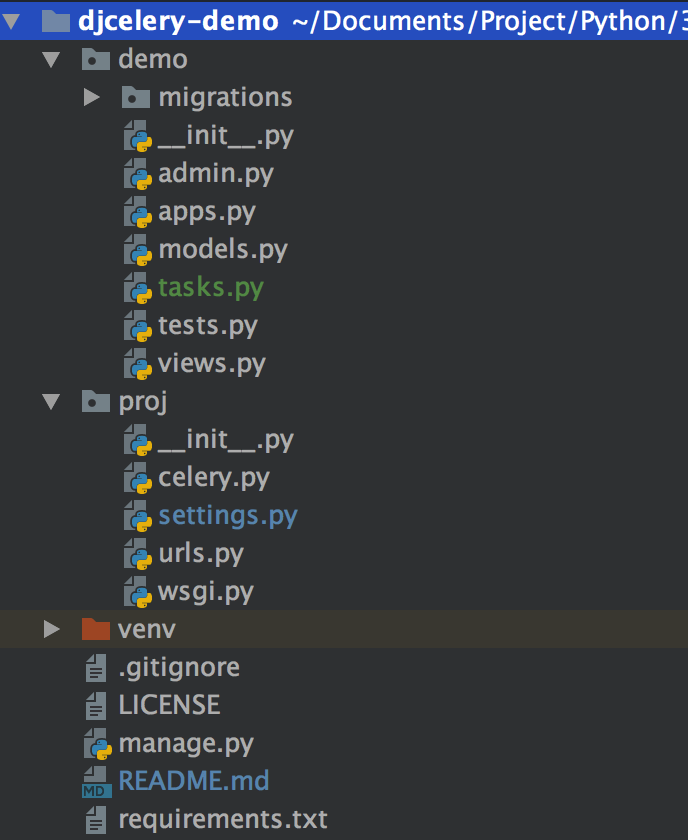 djcelery-demo ~/Documents/Project/Python/3
demo
migrations
__init__.py
admin.py
apps.py
models.py
tasks.py
tests.py
views.py
proj
__init__.py
celery.py
settings.py
urls.py
wsgi.py
venv
.gitignore
LICENSE
manage.py
MD README.md
requirements.txt